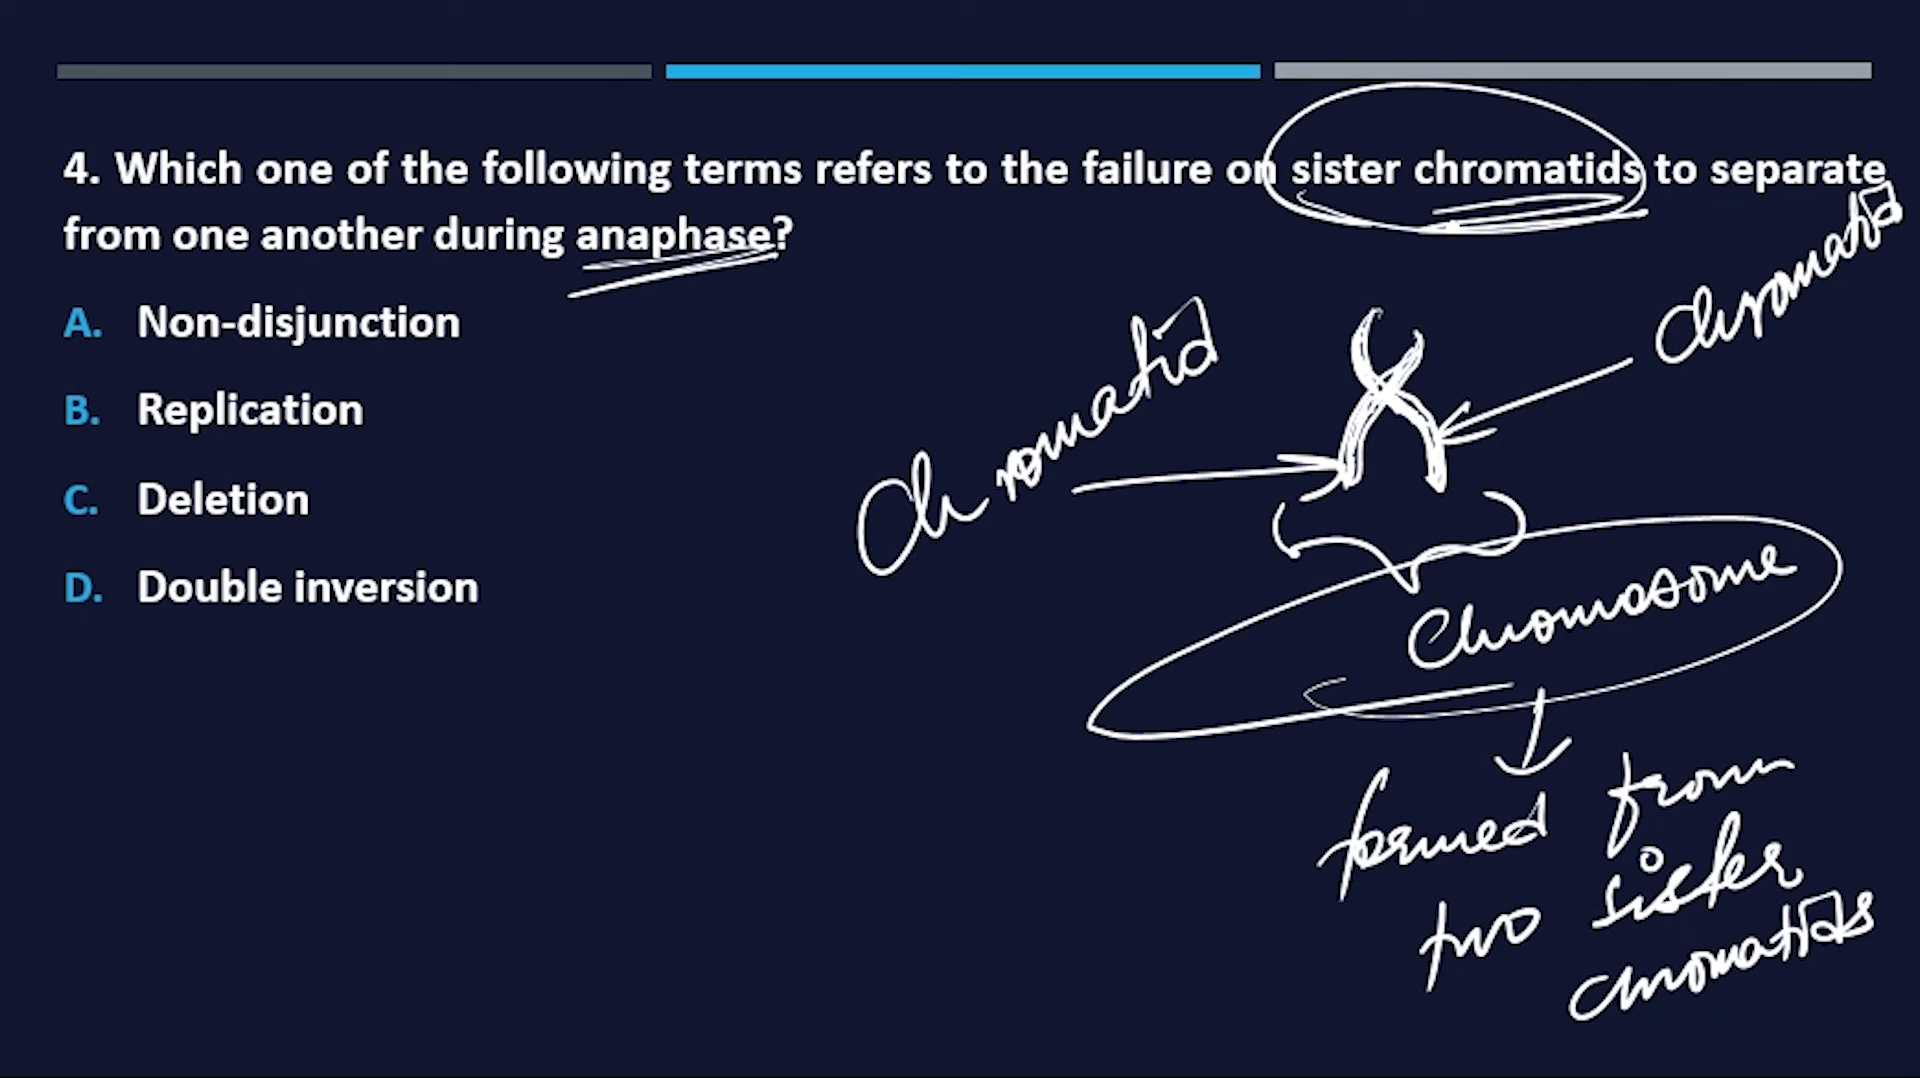 4. Which one of the following terms refers to the failure on sister chromatids to separate
from one another during anaphase?
A. Non-disjunction
B. Replication
C. Deletion
D. Double inversion
Chromatid
Chromatid
Chromosome
formed from
two sister
chromatids